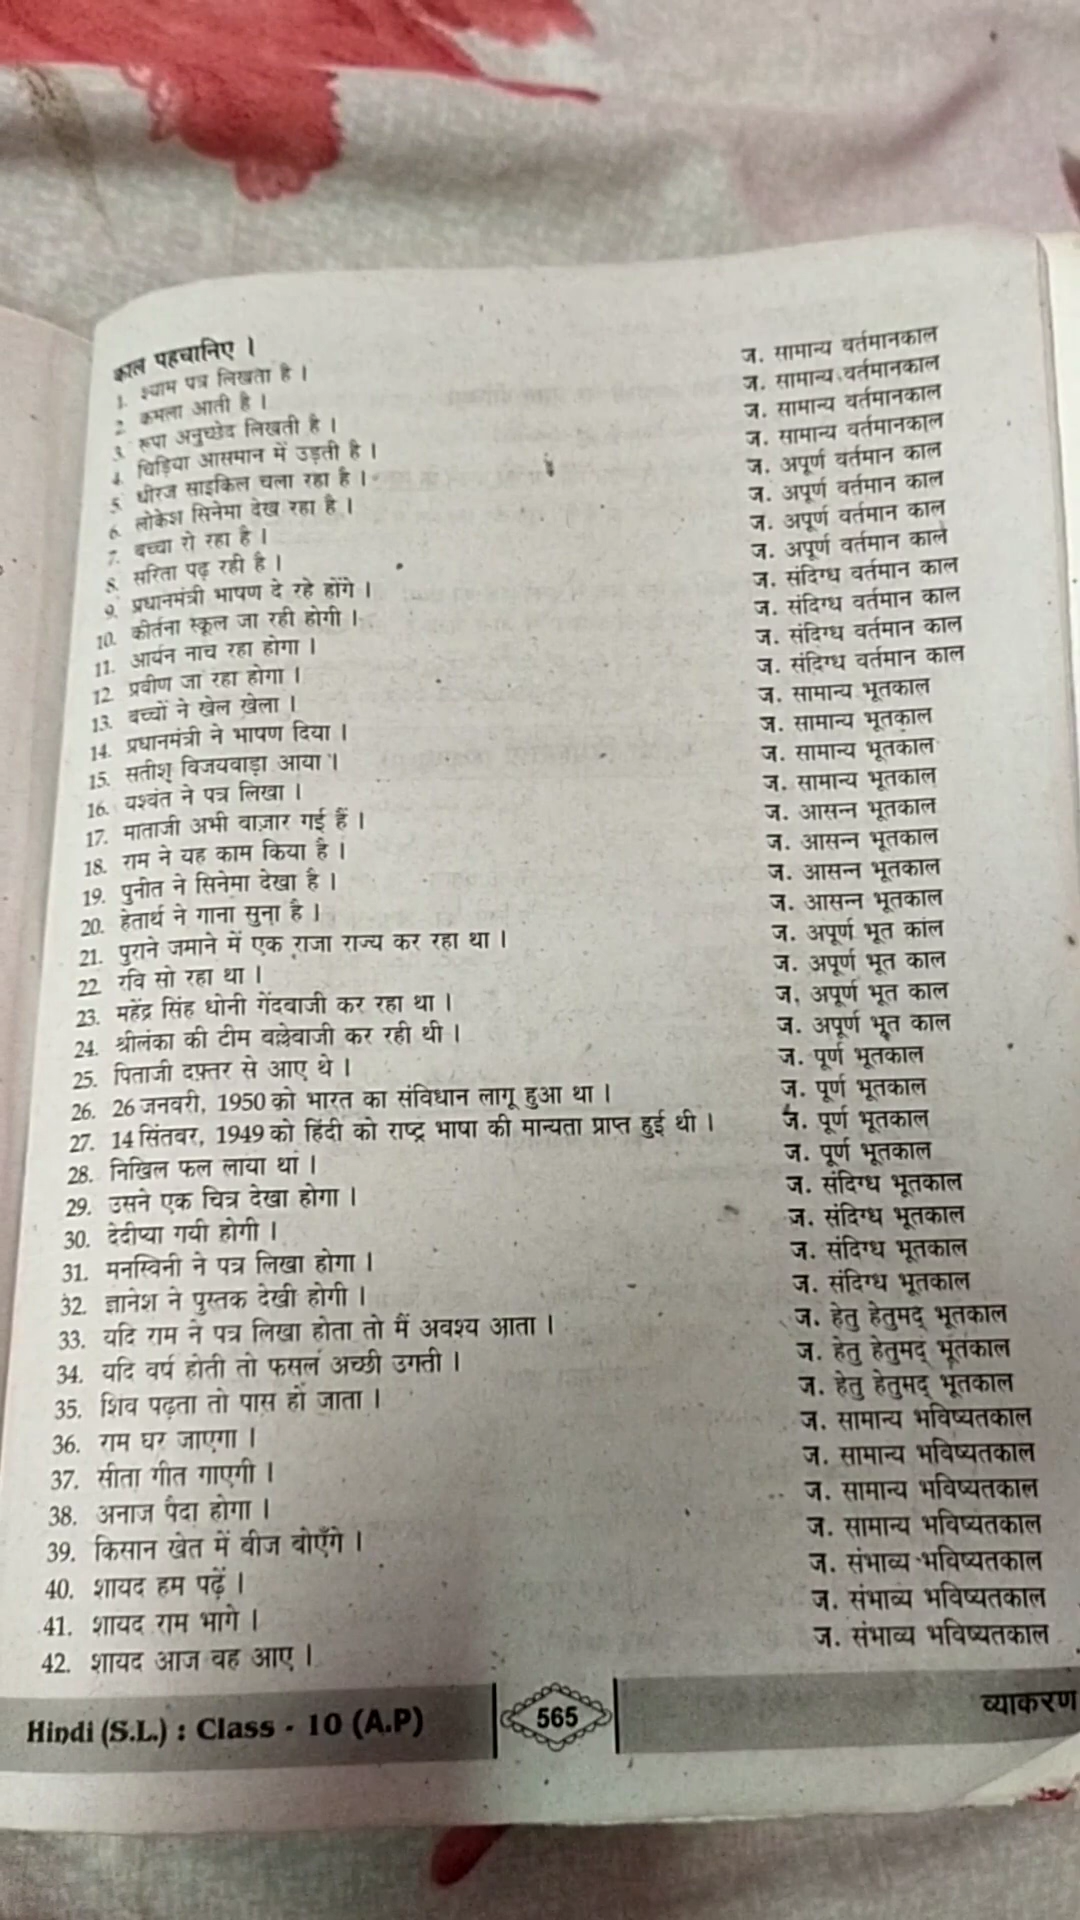 काल पहचानिए ।
1. श्याम पत्र लिखता है । ज. सामान्य वर्तमानकाल
2. कमला आती है । ज. सामान्य वर्तमानकाल
3. रूपा अनुच्छेद लिखती है । ज. सामान्य वर्तमानकाल
4. चिड़िया आसमान में उड़ती है । ज. सामान्य वर्तमानकाल
5. धीरज साइकिल चला रहा है । ज. अपूर्ण वर्तमान काल
6. लोकेश सिनेमा देख रहा है । ज. अपूर्ण वर्तमान काल
7. बच्चा रो रहा है । ज. अपूर्ण वर्तमान काल
8. सरिता पढ़ रही है । ज. अपूर्ण वर्तमान काल
9. प्रधानमंत्री भाषण दे रहे होंगे । ज. संदिग्ध वर्तमान काल
10. कीर्तना स्कूल जा रही होगी । ज. संदिग्ध वर्तमान काल
11. आर्यन नाच रहा होगा । ज. संदिग्ध वर्तमान काल
12. प्रवीण जा रहा होगा । ज. संदिग्ध वर्तमान काल
13. बच्चों ने खेल खेला । ज. सामान्य भूतकाल
14. प्रधानमंत्री ने भाषण दिया । ज. सामान्य भूतकाल
15. सतीश् विजयवाड़ा आया । ज. सामान्य भूतकाल
16. यश्वंत ने पत्र लिखा । ज. सामान्य भूतकाल
17. माताजी अभी बाज़ार गई हैं । ज. आसन्न भूतकाल
18. राम ने यह काम किया है । ज. आसन्न भूतकाल
19. पुनीत ने सिनेमा देखा है । ज. आसन्न भूतकाल
20. हेतार्थ ने गाना सुना है । ज. आसन्न भूतकाल
21. पुराने जमाने में एक राजा राज्य कर रहा था । ज. अपूर्ण भूत काल
22. रवि सो रहा था । ज. अपूर्ण भूत काल
23. महेंद्र सिंह धोनी गेंदबाजी कर रहा था । ज. अपूर्ण भूत काल
24. श्रीलंका की टीम बल्लेबाजी कर रही थी । ज. अपूर्ण भूत काल
25. पिताजी दफ़्तर से आए थे । ज. पूर्ण भूतकाल
26. 26 जनवरी, 1950 को भारत का संविधान लागू हुआ था । ज. पूर्ण भूतकाल
27. 14 सिंतबर, 1949 को हिंदी को राष्ट्र भाषा की मान्यता प्राप्त हुई थी । ज. पूर्ण भूतकाल
28. निखिल फल लाया था । ज. पूर्ण भूतकाल
29. उसने एक चित्र देखा होगा । ज. संदिग्ध भूतकाल
30. देदीप्या गयी होगी । ज. संदिग्ध भूतकाल
31. मनस्विनी ने पत्र लिखा होगा । ज. संदिग्ध भूतकाल
32. ज्ञानेश ने पुस्तक देखी होगी । ज. संदिग्ध भूतकाल
33. यदि राम ने पत्र लिखा होता तो मैं अवश्य आता । ज. हेतु हेतुमद् भूतकाल
34. यदि वर्ष होती तो फसल अच्छी उगती । ज. हेतु हेतुमद् भूतकाल
35. शिव पढ़ता तो पास हो जाता । ज. हेतु हेतुमद् भूतकाल
36. राम घर जाएगा । ज. सामान्य भविष्यतकाल
37. सीता गीत गाएगी । ज. सामान्य भविष्यतकाल
38. अनाज पैदा होगा । ज. सामान्य भविष्यतकाल
39. किसान खेत में बीज बोएँगे । ज. सामान्य भविष्यतकाल
40. शायद हम पढ़ें । ज. संभाव्य भविष्यतकाल
41. शायद राम भागे । ज. संभाव्य भविष्यतकाल
42. शायद आज वह आए । ज. संभाव्य भविष्यतकाल
Hindi (S.L.) : Class - 10 (A.P) 565 व्याकरण